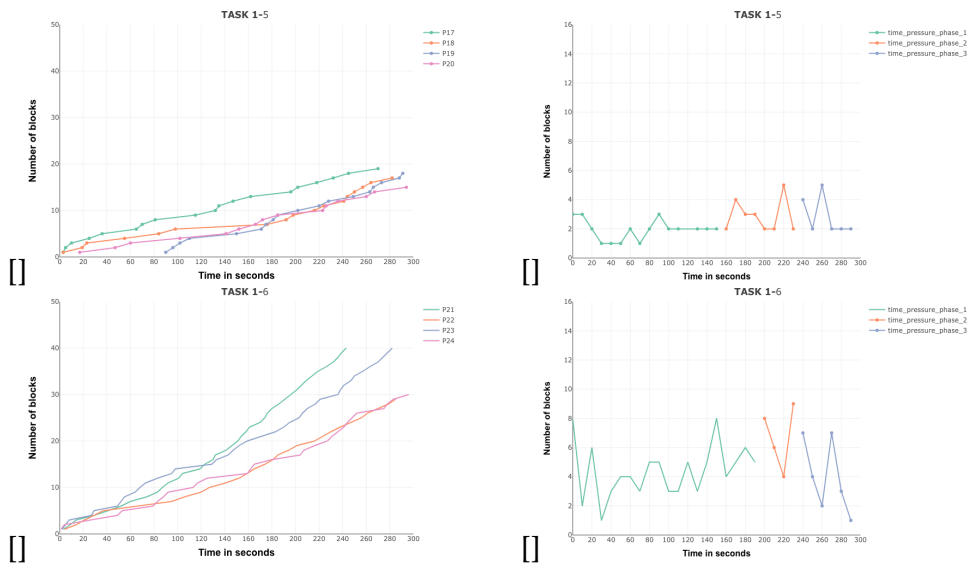 TASK 1-5
50
40
30
20
10
0
Number of blocks
0 20 40 60 80 100 120 140 160 180 200 220 240 260 280 300
Time in seconds
P17
P18
P19
P20
[]
TASK 1-5
16
14
12
10
8
6
4
2
0
Number of blocks
0 20 40 60 80 100 120 140 160 180 200 220 240 260 280 300
Time in seconds
time_pressure_phase_1
time_pressure_phase_2
time_pressure_phase_3
[]
TASK 1-6
50
40
30
20
10
0
Number of blocks
0 20 40 60 80 100 120 140 160 180 200 220 240 260 280 300
Time in seconds
P21
P22
P23
P24
[]
TASK 1-6
16
14
12
10
8
6
4
2
0
Number of blocks
0 20 40 60 80 100 120 140 160 180 200 220 240 260 280 300
Time in seconds
time_pressure_phase_1
time_pressure_phase_2
time_pressure_phase_3
[]